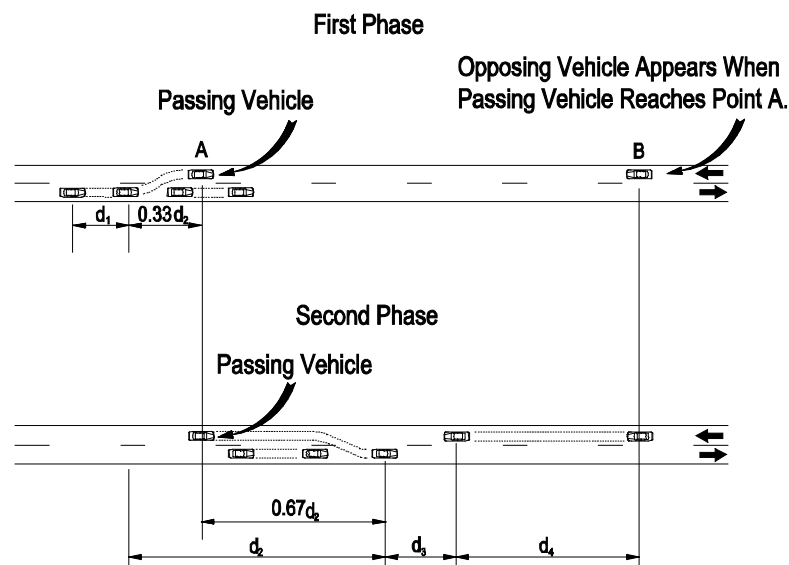 First Phase
Opposing Vehicle Appears When
Passing Vehicle Reaches Point A.
Passing Vehicle
A
B
d₁
0.33d₂
Second Phase
Passing Vehicle
0.67d₂
d₂
d₃
d₄